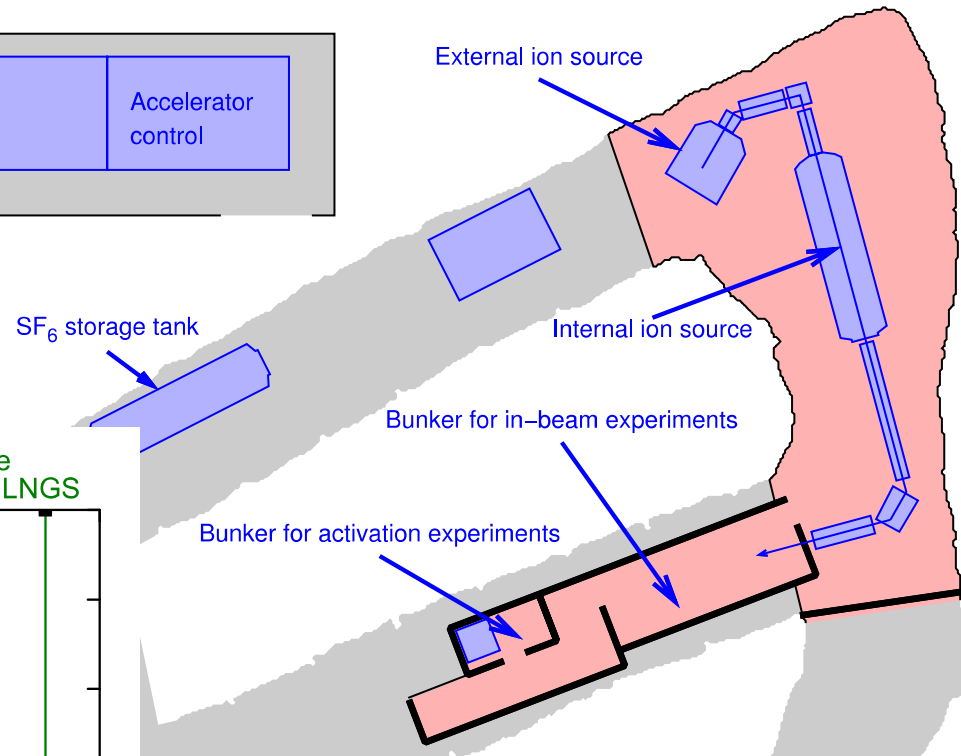 External ion source
Accelerator
control
SF6 storage tank
Internal ion source
Bunker for in−beam experiments
e
LNGS
Bunker for activation experiments